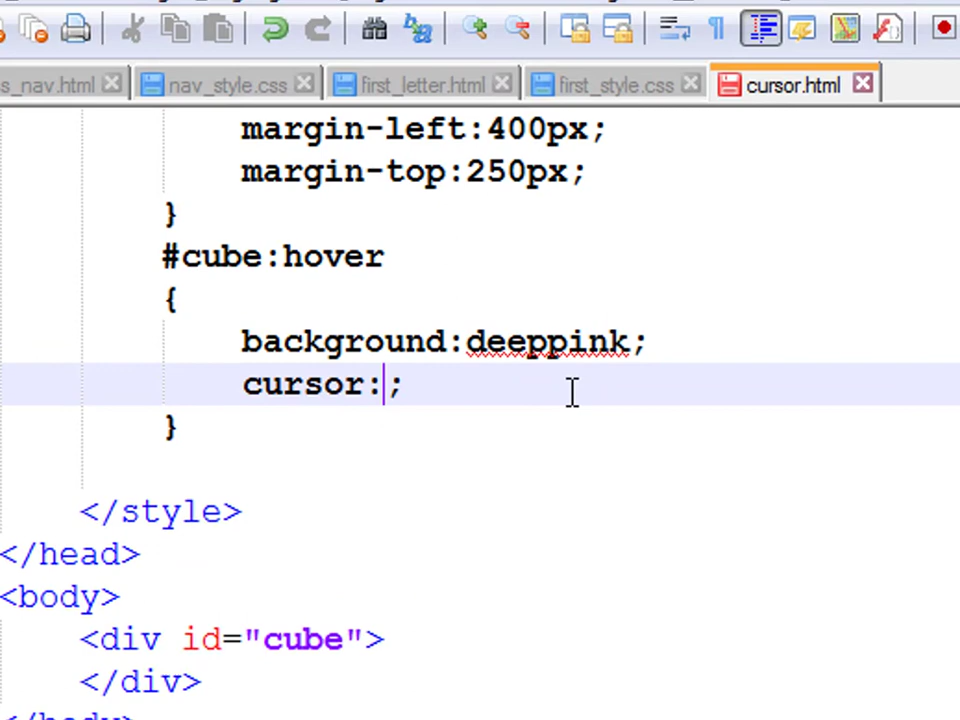 s_nav.html nav_style.css first_letter.html first_style.css cursor.html
margin-left:400px;
margin-top:250px;
}
#cube:hover
{
background:deeppink;
cursor:;
}
</style>
</head>
<body>
<div id="cube">
</div>
</body>